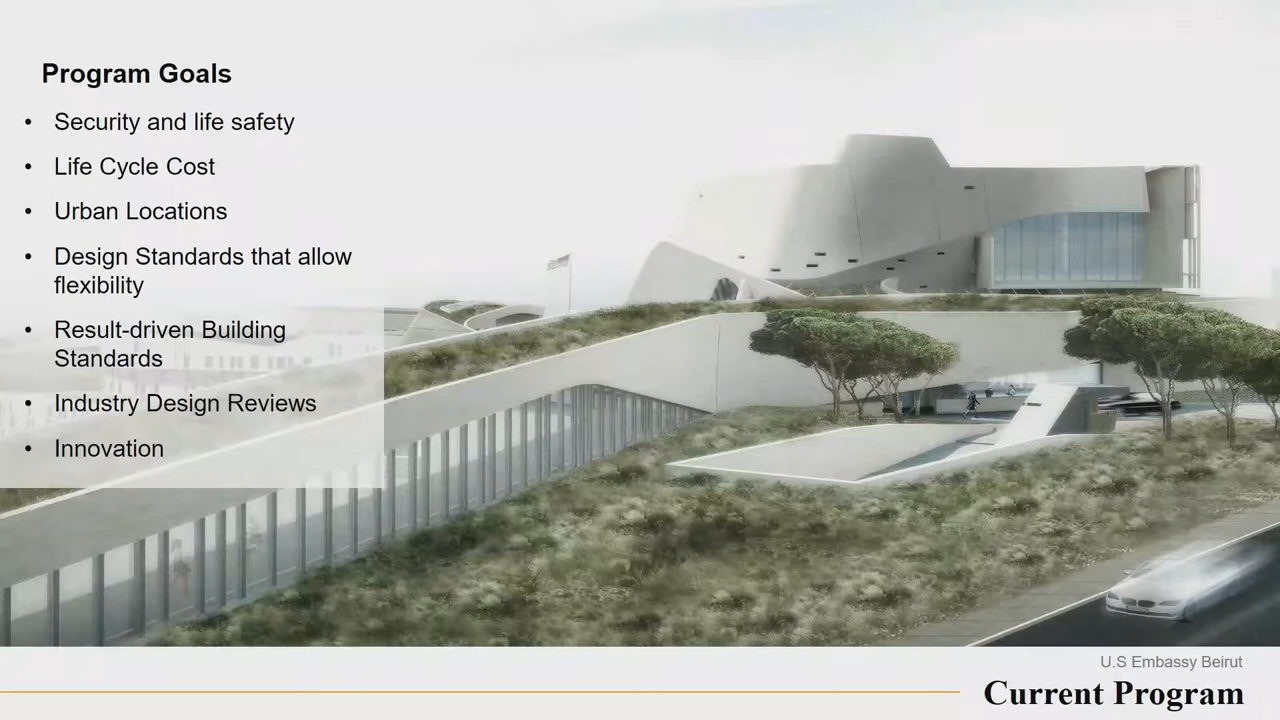 Program Goals
• Security and life safety
• Life Cycle Cost
• Urban Locations
• Design Standards that allow
flexibility
• Result-driven Building
Standards
• Industry Design Reviews
• Innovation
U.S Embassy Beirut
Current Program